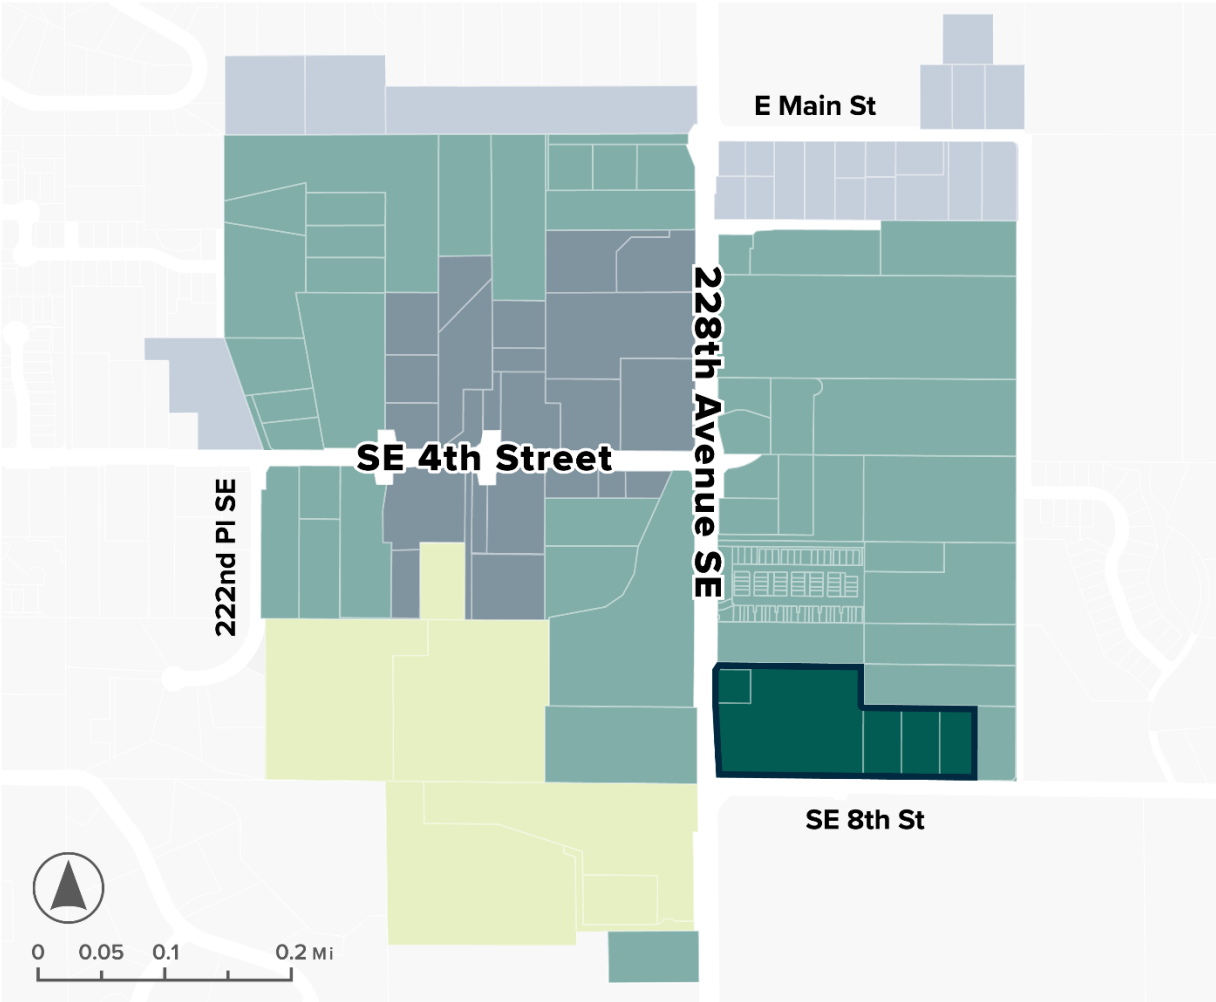 E Main St
228th Avenue SE
SE 4th Street
222nd Pl SE
SE 8th St
0 0.05 0.1 0.2 Mi